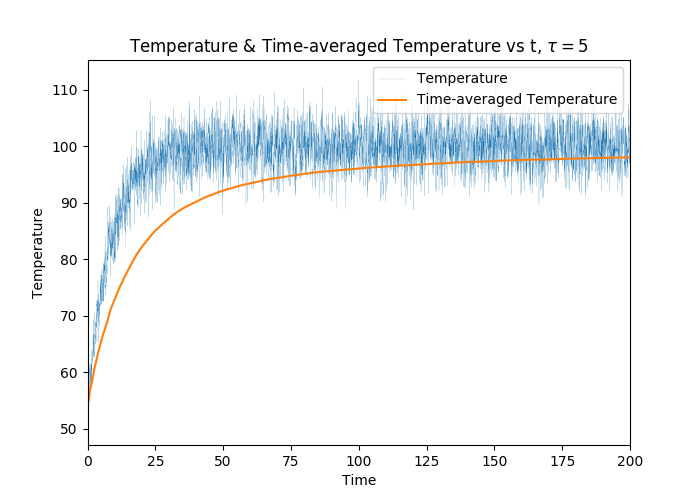 Temperature & Time-averaged Temperature vs t, τ = 5
Temperature
Time-averaged Temperature
110
100
90
80
70
60
50
Temperature
0 25 50 75 100 125 150 175 200
Time